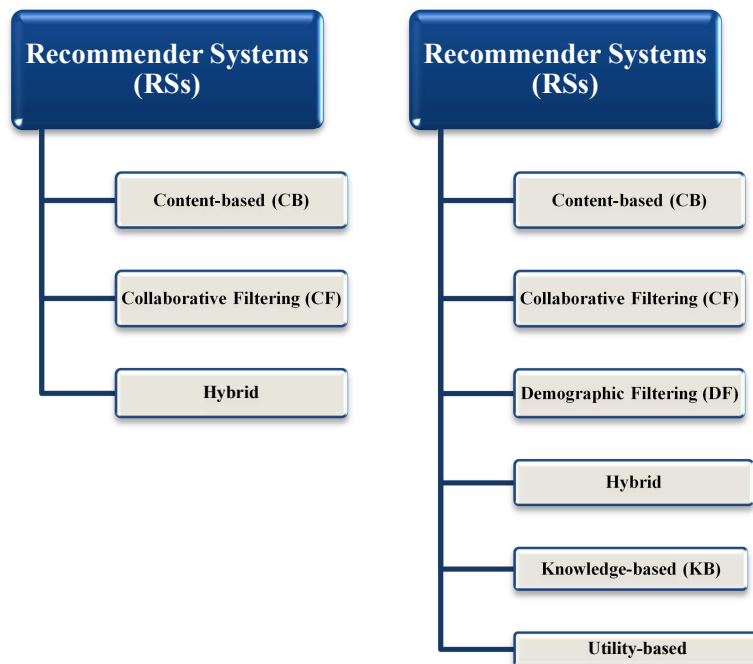 Recommender Systems
(RSs)
Content-based (CB)
Collaborative Filtering (CF)
Hybrid
Recommender Systems
(RSs)
Content-based (CB)
Collaborative Filtering (CF)
Demographic Filtering (DF)
Hybrid
Knowledge-based (KB)
Utility-based